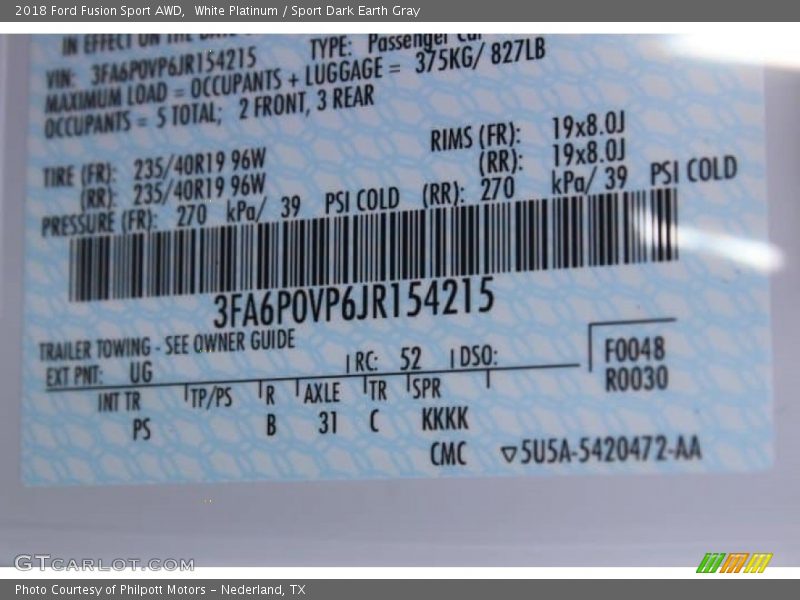 2018 Ford Fusion Sport AWD, White Platinum / Sport Dark Earth Gray
IN EFFECT ON THE DATE
VIN: 3FA6P0VP6JR154215 TYPE: Passenger Car
MAXIMUM LOAD = OCCUPANTS + LUGGAGE = 375KG/ 827LB
OCCUPANTS = 5 TOTAL; 2 FRONT, 3 REAR
TIRE (FR): 235/40R19 96W RIMS (FR): 19x8.0J
(RR): 235/40R19 96W (RR): 19x8.0J
PRESSURE (FR): 270 kPa/ 39 PSI COLD (RR): 270 kPa/ 39 PSI COLD
3FA6P0VP6JR154215
TRAILER TOWING - SEE OWNER GUIDE
EXT PNT: UG RC: 52 DSO: F0048
R0030
INT TR TP/PS R AXLE TR SPR
PS B 31 C KKKK
CMC ▽5U5A-5420472-AA
GTCARLOT.COM
Photo Courtesy of Philpott Motors - Nederland, TX